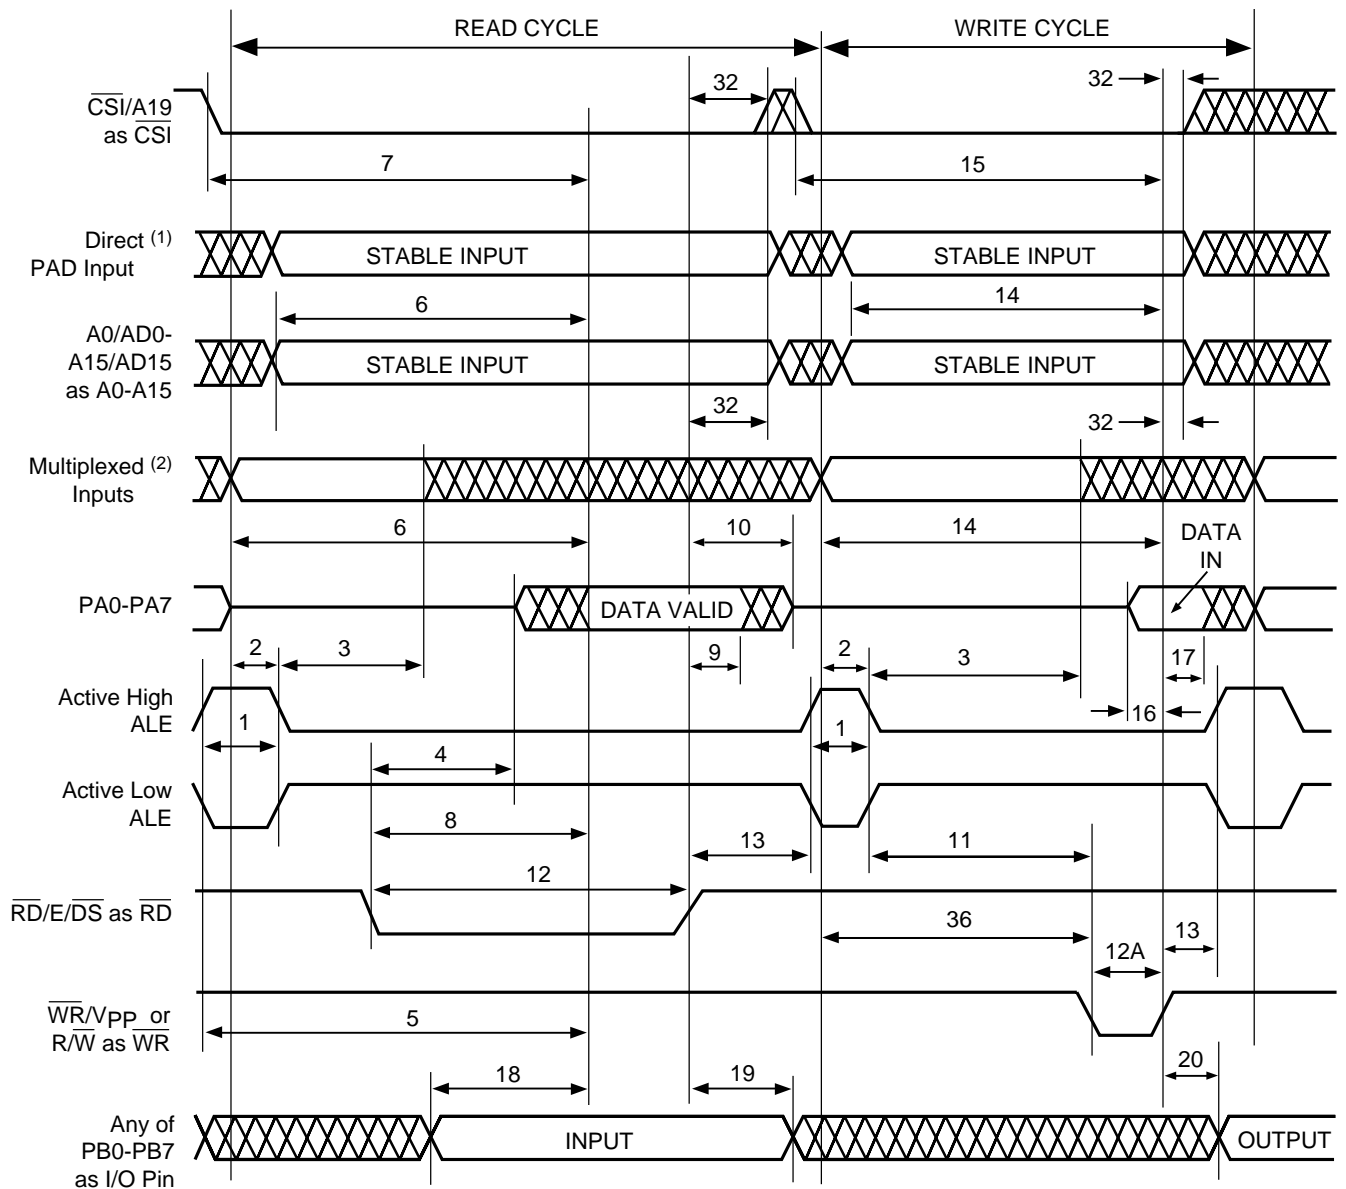 READ CYCLE
WRITE CYCLE
32
32
CSI/A19
as CSI
7
15
Direct (1)
PAD Input
STABLE INPUT
STABLE INPUT
6
14
A0/AD0-
A15/AD15
as A0-A15
STABLE INPUT
STABLE INPUT
32
32
Multiplexed (2)
Inputs
6
10
14
DATA
IN
PA0-PA7
DATA VALID
2
3
9
2
3
17
Active High
ALE
1
1
16
4
Active Low
ALE
8
13
11
12
RD/E/DS as RD
36
13
12A
WR/VPP or
R/W as WR
5
18
19
20
Any of
PB0-PB7
as I/O Pin
INPUT
OUTPUT